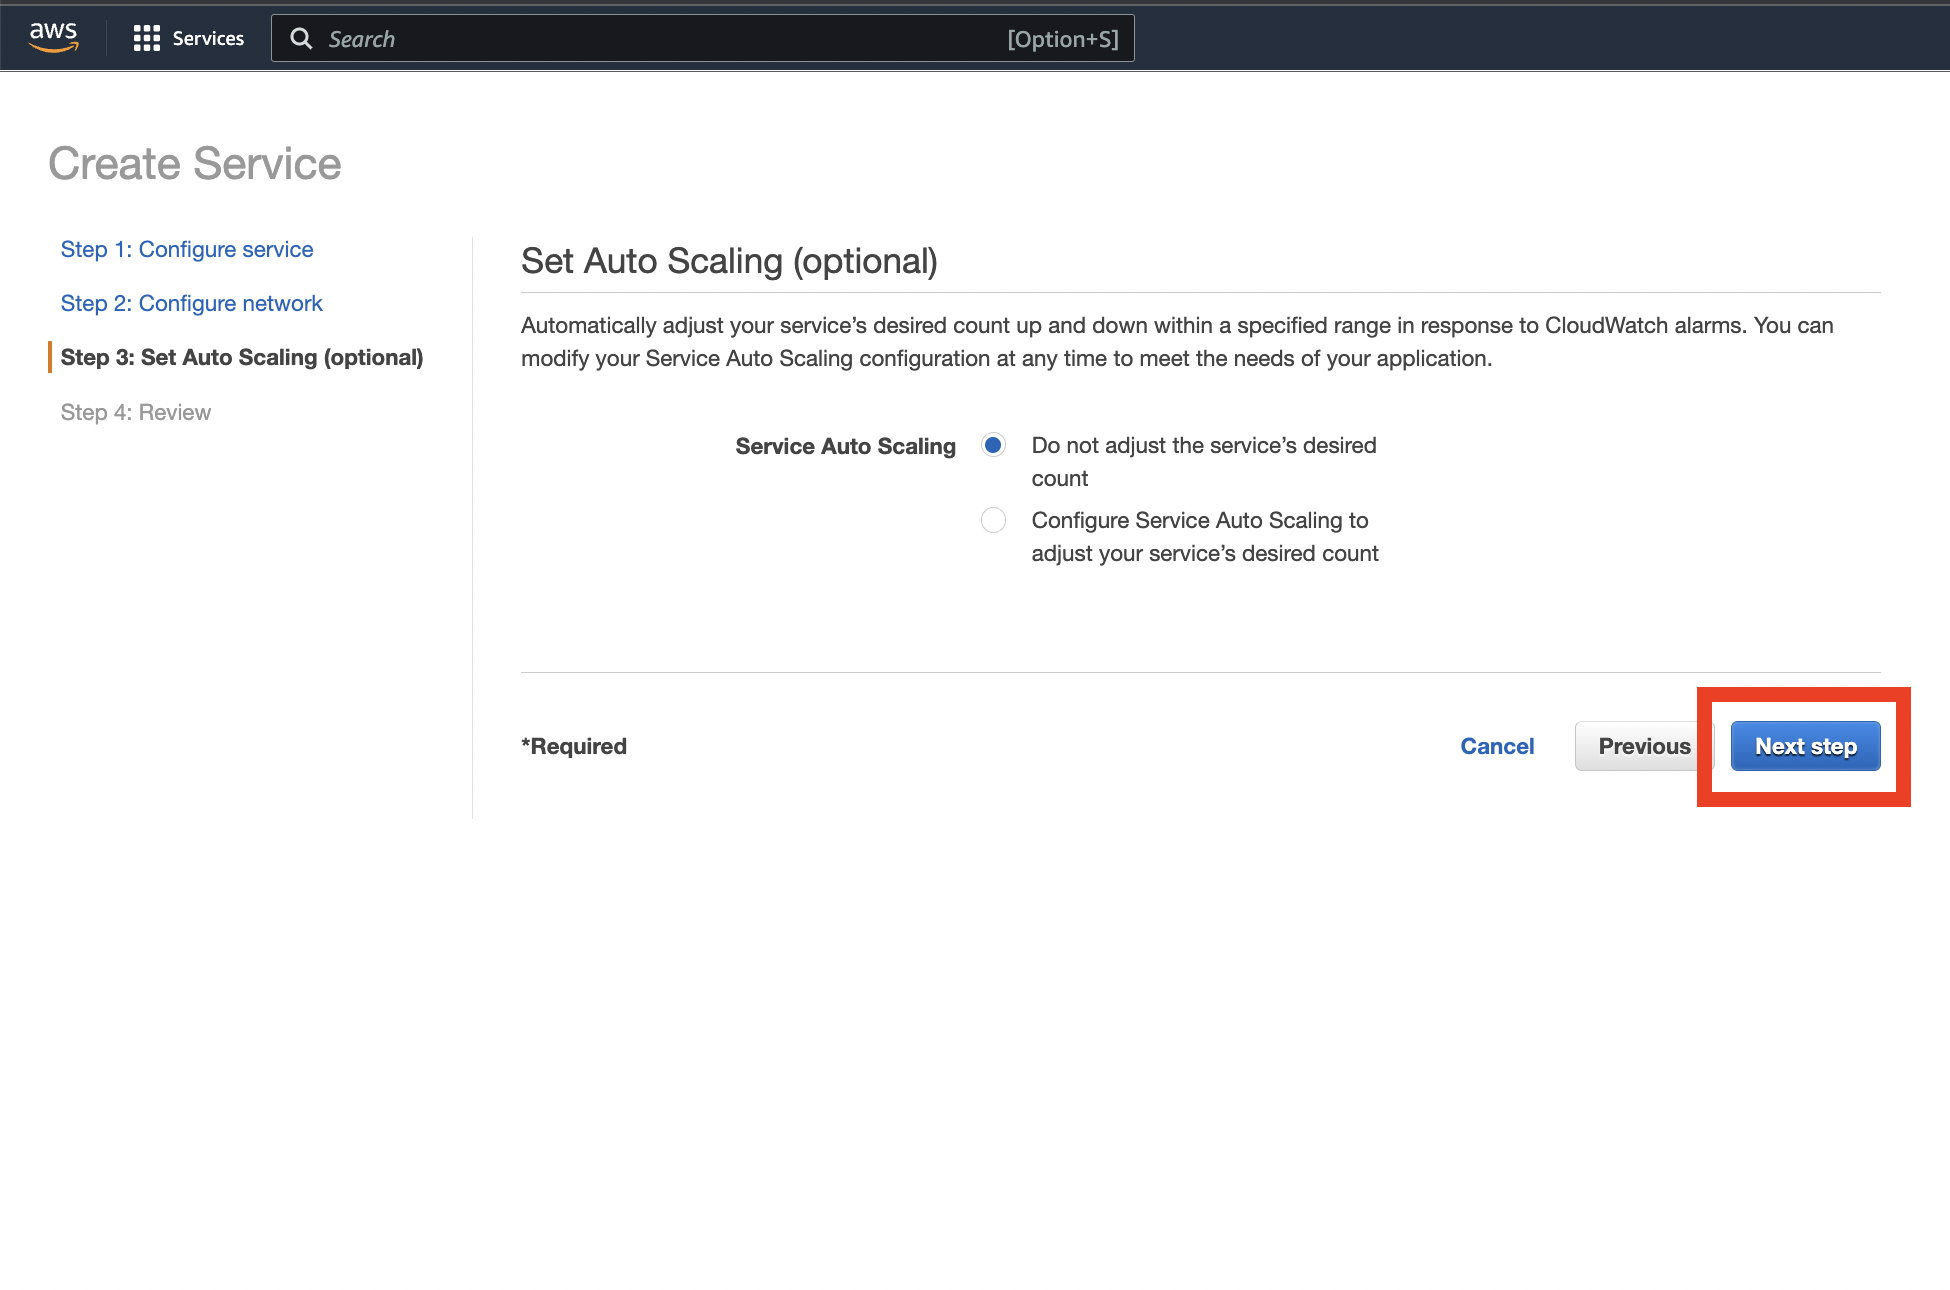 aws
Services
Search
[Option+S]
Create Service
Step 1: Configure service
Step 2: Configure network
Step 3: Set Auto Scaling (optional)
Step 4: Review
Set Auto Scaling (optional)
Automatically adjust your service’s desired count up and down within a specified range in response to CloudWatch alarms. You can
modify your Service Auto Scaling configuration at any time to meet the needs of your application.
Service Auto Scaling
Do not adjust the service’s desired
count
Configure Service Auto Scaling to
adjust your service’s desired count
*Required
Cancel
Previous
Next step